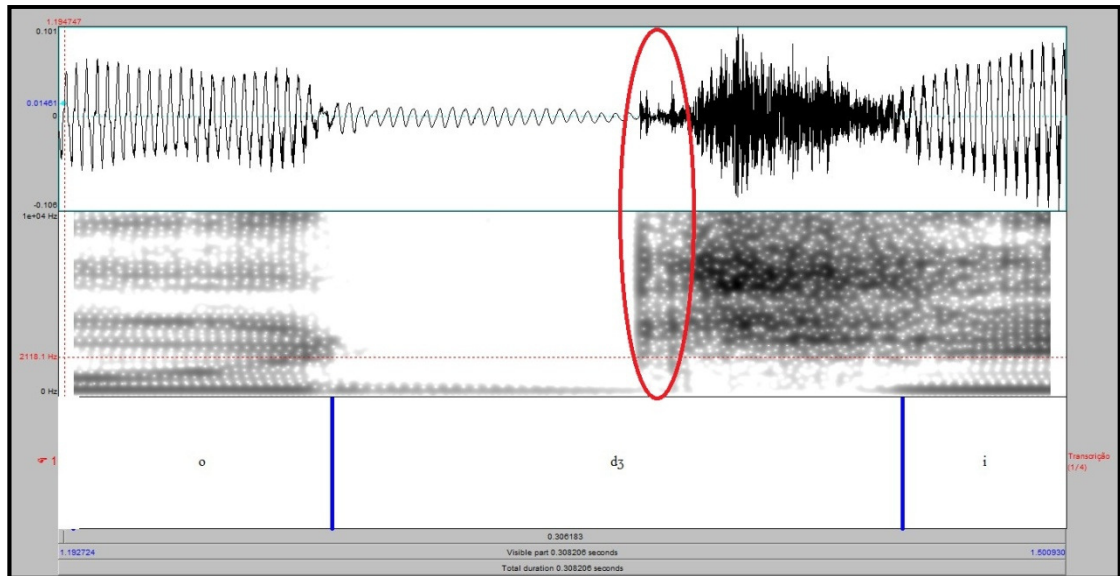 1.194747
0.101
0.01461
0
-0.106
1e+04 Hz
2118.1 Hz
0 Hz
☞ 1
o
dʒ
i
Transcrição
(1/4)
0.306183
1.192724
Visible part 0.308206 seconds
1.500930
Total duration 0.308206 seconds